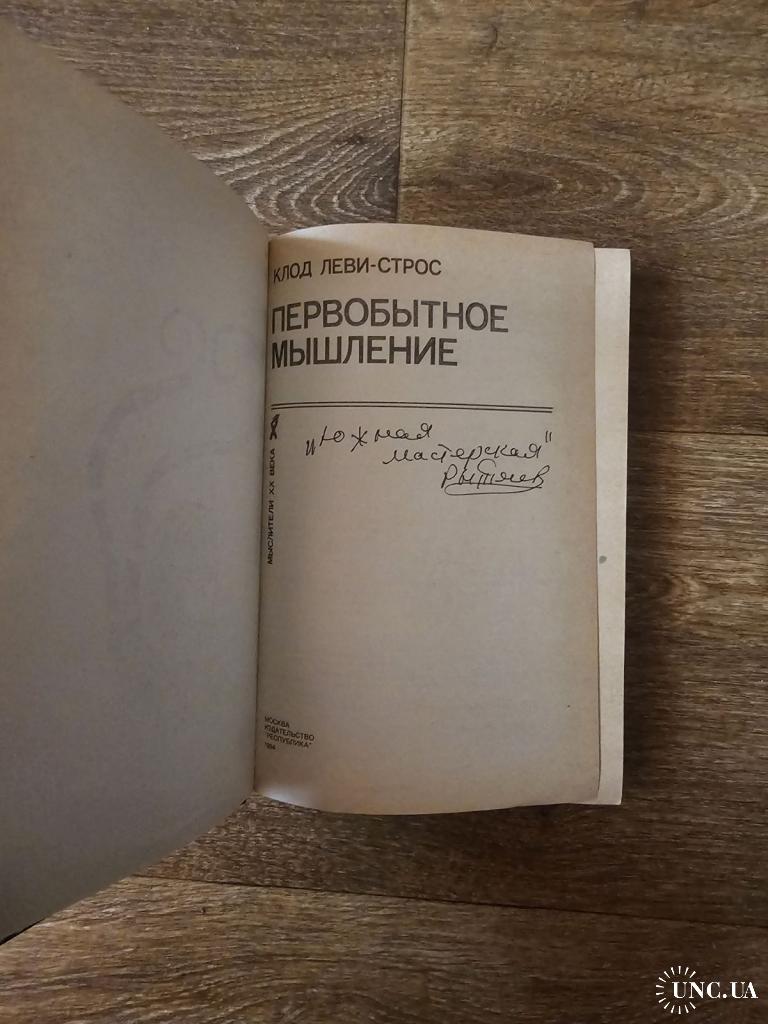 КЛОД ЛЕВИ-СТРОС
ПЕРВОБЫТНОЕ
МЫШЛЕНИЕ
"Южная
мастерская"
МЫСЛИТЕЛИ XX ВЕКА
МОСКВА
ИЗДАТЕЛЬСТВО
"РЕСПУБЛИКА"
1994
UNC.UA